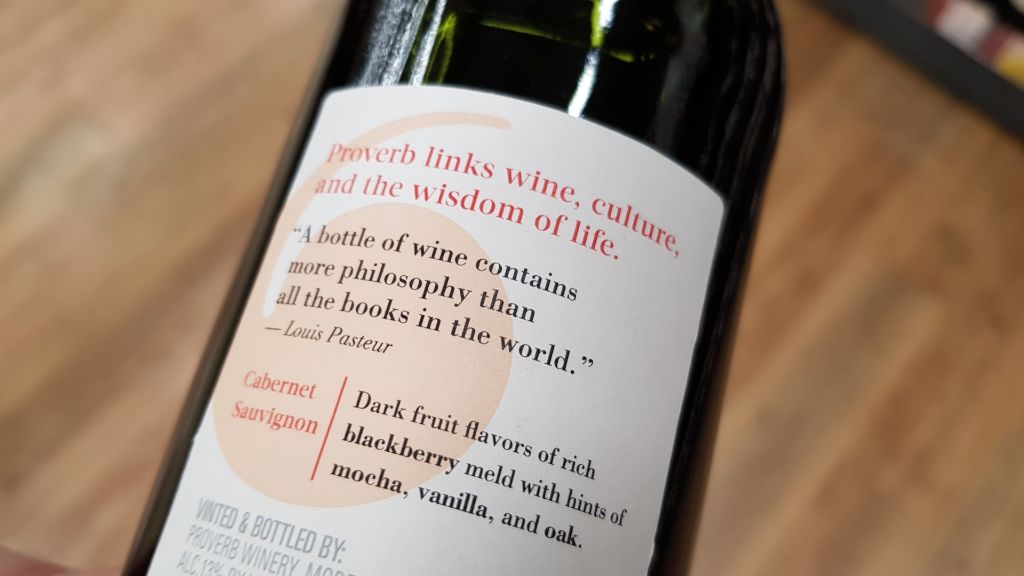 Proverb links wine, culture,
and the wisdom of life.
“A bottle of wine contains
more philosophy than
all the books in the world.”
— Louis Pasteur
Cabernet
Sauvignon
Dark fruit flavors of rich
blackberry meld with hints of
mocha, vanilla, and oak.
VINTED & BOTTLED BY:
PROVERB WINERY,
ALC. 13%